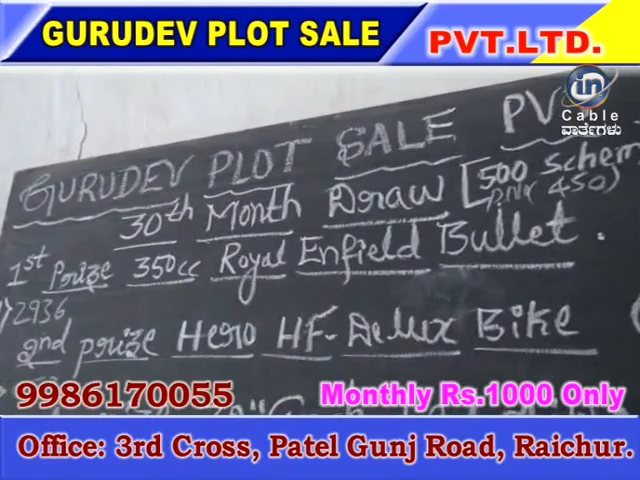 GURUDEV PLOT SALE PVT.LTD.
in
Cable
ವಾರ್ತೆಗಳು
GURUDEV PLOT SALE PV
30th Month Draw [500 Schem
450)
1st Prize 350cc Royal Enfield Bullet.
)2936
2nd prize Hero HF-Delux Bike
9986170055 Monthly Rs.1000 Only
Office: 3rd Cross, Patel Gunj Road, Raichur.